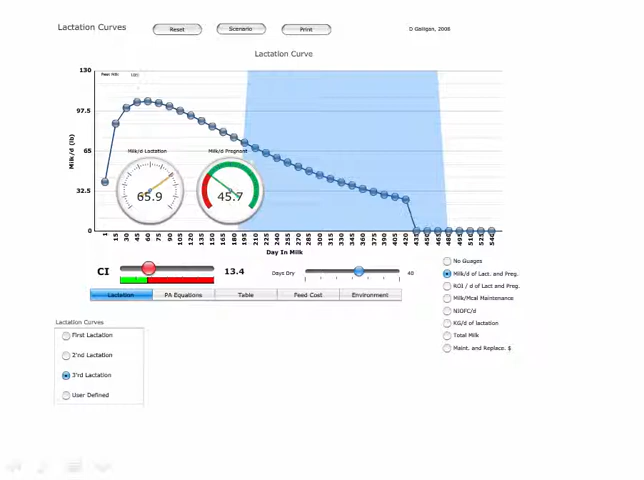 Lactation Curves
Reset
Scenario
Print
D Galligan, 2008
Lactation Curve
130
97.5
65
32.5
0
Milk/d (lb)
Peak Milk
Milk/d Lactation
65.9
Milk/d Pregnant
45.7
1 15 30 45 60 75 90 105 120 135 150 165 180 195 210 225 240 255 270 285 300 315 330 345 360 375 390 405 420 435 450 465 480 495 510 525 540
Day In Milk
CI
13.4
Days Dry
40
Lactation
PA Equations
Table
Feed Cost
Environment
No Guages
Milk/d of Lact. and Preg.
ROI / d of Lact and Preg.
Milk/Mcal Maintenance
NIOFC/d
KG/d of lactation
Total Milk
Maint. and Replace. $
Lactation Curves
First Lactation
2'nd Lactation
3'rd Lactation
User Defined